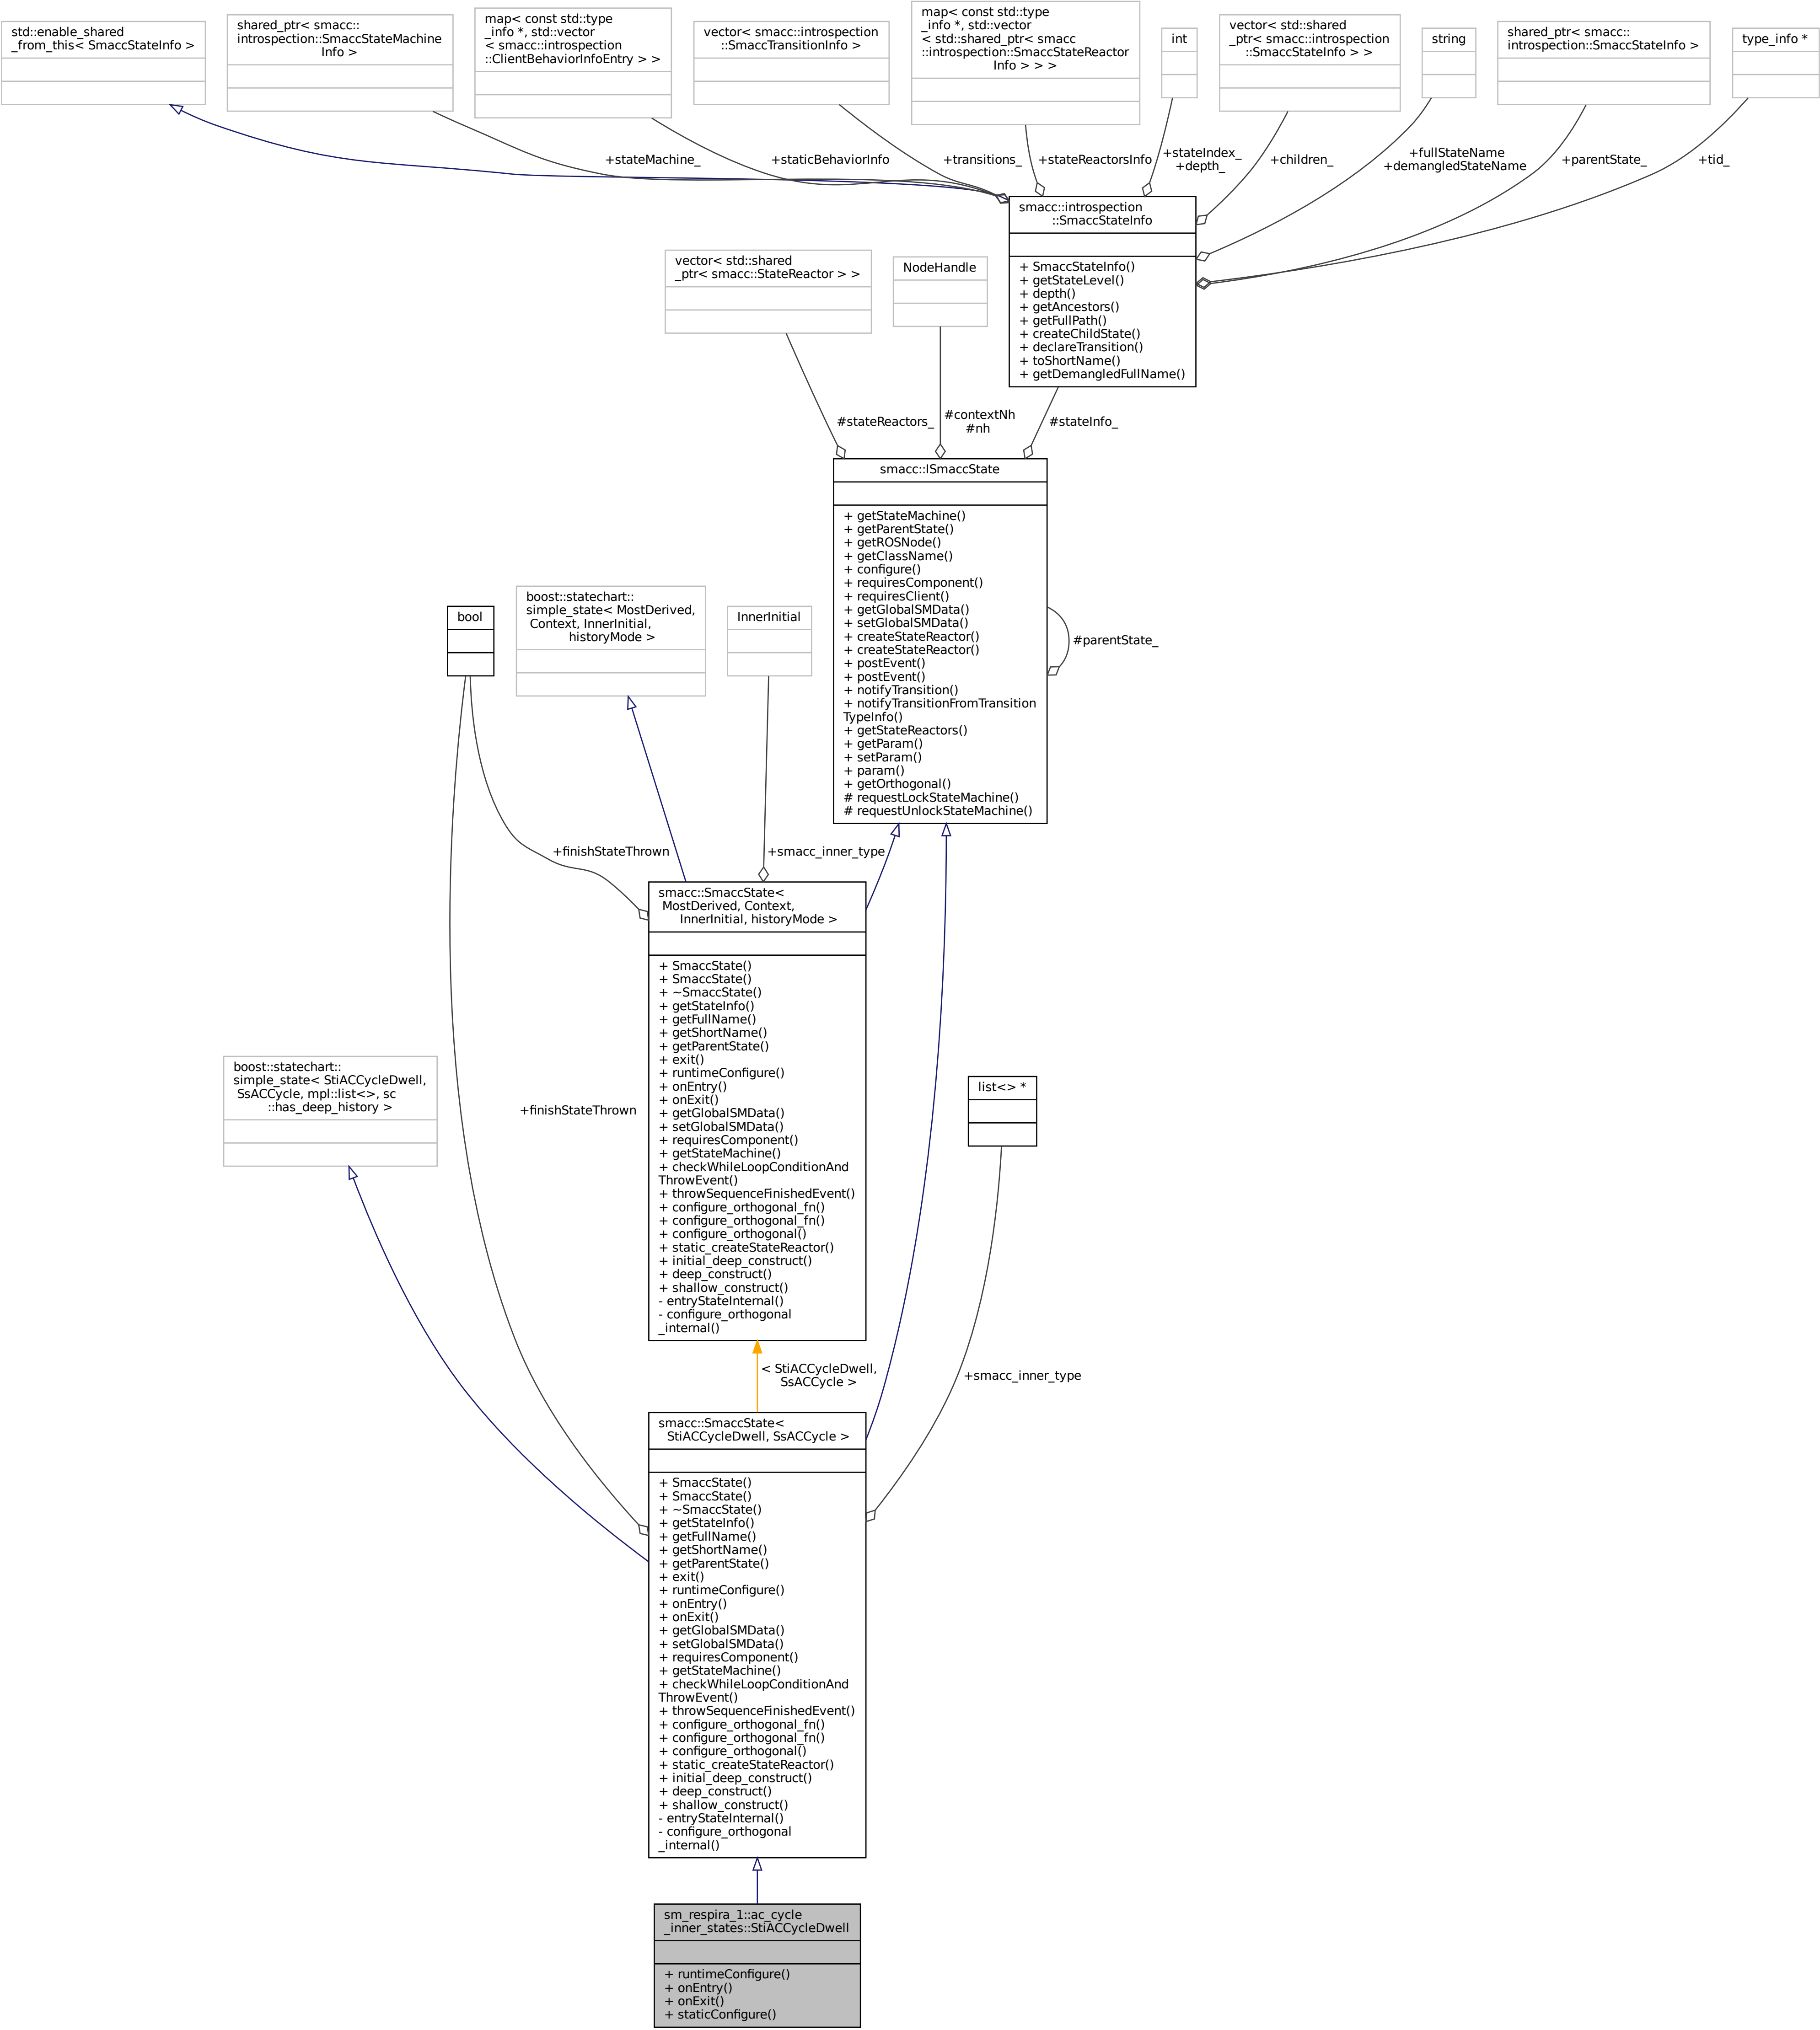 std::enable_shared
_from_this< SmaccStateInfo >
shared_ptr< smacc::
introspection::SmaccStateMachine
Info >
map< const std::type
_info *, std::vector
< smacc::introspection
::ClientBehaviorInfoEntry > >
vector< smacc::introspection
::SmaccTransitionInfo >
map< const std::type
_info *, std::vector
< std::shared_ptr< smacc
::introspection::SmaccStateReactor
Info > > >
int
vector< std::shared
_ptr< smacc::introspection
::SmaccStateInfo > >
string
shared_ptr< smacc::
introspection::SmaccStateInfo >
type_info *
+stateMachine_
+staticBehaviorInfo
+transitions_
+stateReactorsInfo
+stateIndex_
+depth_
+children_
+fullStateName
+demangledStateName
+parentState_
+tid_
smacc::introspection
::SmaccStateInfo
+ SmaccStateInfo()
+ getStateLevel()
+ depth()
+ getAncestors()
+ getFullPath()
+ createChildState()
+ declareTransition()
+ toShortName()
+ getDemangledFullName()
vector< std::shared
_ptr< smacc::StateReactor > >
NodeHandle
#stateReactors_
#contextNh
#nh
#stateInfo_
smacc::ISmaccState
+ getStateMachine()
+ getParentState()
+ getROSNode()
+ getClassName()
+ configure()
+ requiresComponent()
+ requiresClient()
+ getGlobalSMData()
+ setGlobalSMData()
+ createStateReactor()
+ createStateReactor()
+ postEvent()
+ postEvent()
+ notifyTransition()
+ notifyTransitionFromTransition
TypeInfo()
+ getStateReactors()
+ getParam()
+ setParam()
+ param()
+ getOrthogonal()
# requestLockStateMachine()
# requestUnlockStateMachine()
#parentState_
bool
boost::statechart::
simple_state< MostDerived,
Context, InnerInitial,
historyMode >
InnerInitial
+finishStateThrown
+smacc_inner_type
smacc::SmaccState<
MostDerived, Context,
InnerInitial, historyMode >
+ SmaccState()
+ SmaccState()
+ ~SmaccState()
+ getStateInfo()
+ getFullName()
+ getShortName()
+ getParentState()
+ exit()
+ runtimeConfigure()
+ onEntry()
+ onExit()
+ getGlobalSMData()
+ setGlobalSMData()
+ requiresComponent()
+ getStateMachine()
+ checkWhileLoopConditionAnd
ThrowEvent()
+ throwSequenceFinishedEvent()
+ configure_orthogonal_fn()
+ configure_orthogonal_fn()
+ configure_orthogonal()
+ static_createStateReactor()
+ initial_deep_construct()
+ deep_construct()
+ shallow_construct()
- entryStateInternal()
- configure_orthogonal
_internal()
boost::statechart::
simple_state< StiACCycleDwell,
SsACCycle, mpl::list<>, sc
::has_deep_history >
+finishStateThrown
list<> *
< StiACCycleDwell,
SsACCycle >
+smacc_inner_type
smacc::SmaccState<
StiACCycleDwell, SsACCycle >
+ SmaccState()
+ SmaccState()
+ ~SmaccState()
+ getStateInfo()
+ getFullName()
+ getShortName()
+ getParentState()
+ exit()
+ runtimeConfigure()
+ onEntry()
+ onExit()
+ getGlobalSMData()
+ setGlobalSMData()
+ requiresComponent()
+ getStateMachine()
+ checkWhileLoopConditionAnd
ThrowEvent()
+ throwSequenceFinishedEvent()
+ configure_orthogonal_fn()
+ configure_orthogonal_fn()
+ configure_orthogonal()
+ static_createStateReactor()
+ initial_deep_construct()
+ deep_construct()
+ shallow_construct()
- entryStateInternal()
- configure_orthogonal
_internal()
sm_respira_1::ac_cycle
_inner_states::StiACCycleDwell
+ runtimeConfigure()
+ onEntry()
+ onExit()
+ staticConfigure()